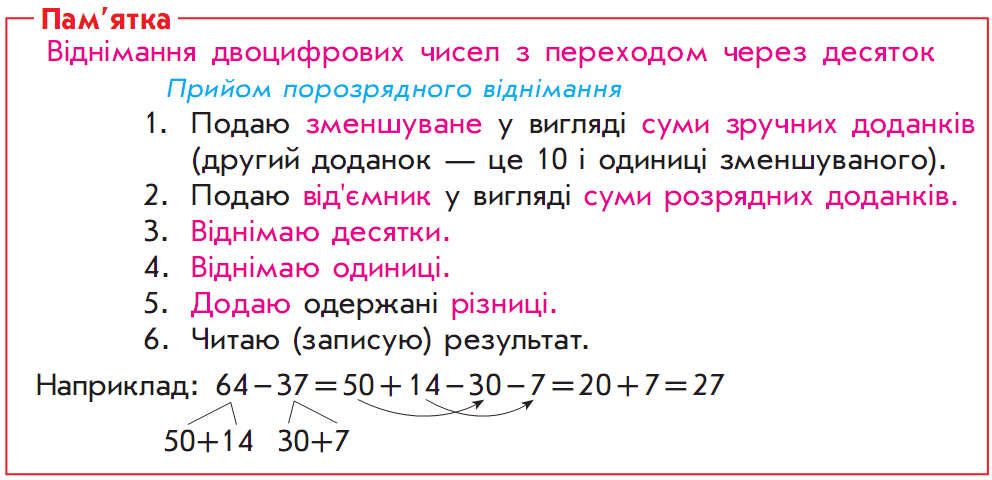 Пам'ятка
Віднімання двоцифрових чисел з переходом через десяток
Прийом порозрядного віднімання
1. Подаю зменшуване у вигляді суми зручних доданків
(другий доданок — це 10 і одиниці зменшуваного).
2. Подаю від'ємник у вигляді суми розрядних доданків.
3. Віднімаю десятки.
4. Віднімаю одиниці.
5. Додаю одержані різниці.
6. Читаю (записую) результат.
Наприклад: 64−37=50+14−30−7=20+7=27
50+14 30+7